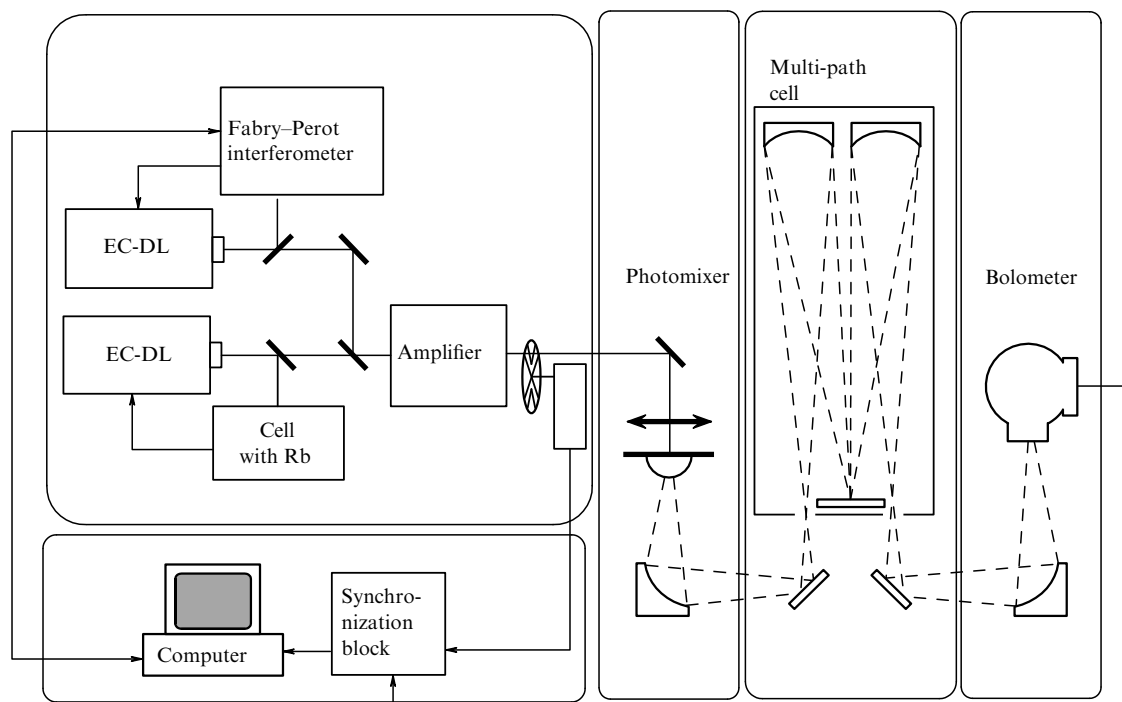 Fabry–Perot
interferometer
EC-DL
EC-DL
Cell
with Rb
Amplifier
Photomixer
Multi-path
cell
Bolometer
Computer
Synchro-
nization
block